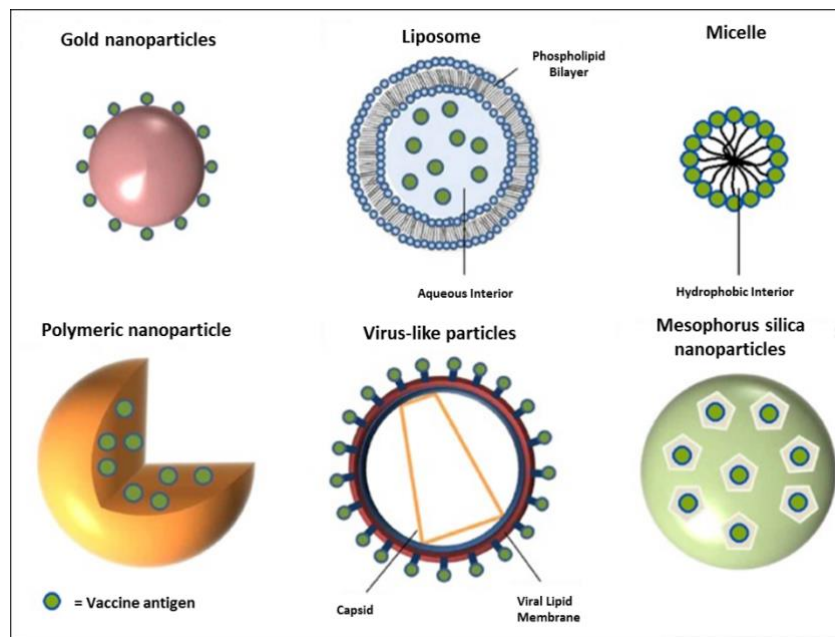 Gold nanoparticles
Liposome
Micelle
Phospholipid
Bilayer
Aqueous Interior
Hydrophobic Interior
Polymeric nanoparticle
Virus-like particles
Mesophorus silica
nanoparticles
= Vaccine antigen
Capsid
Viral Lipid
Membrane